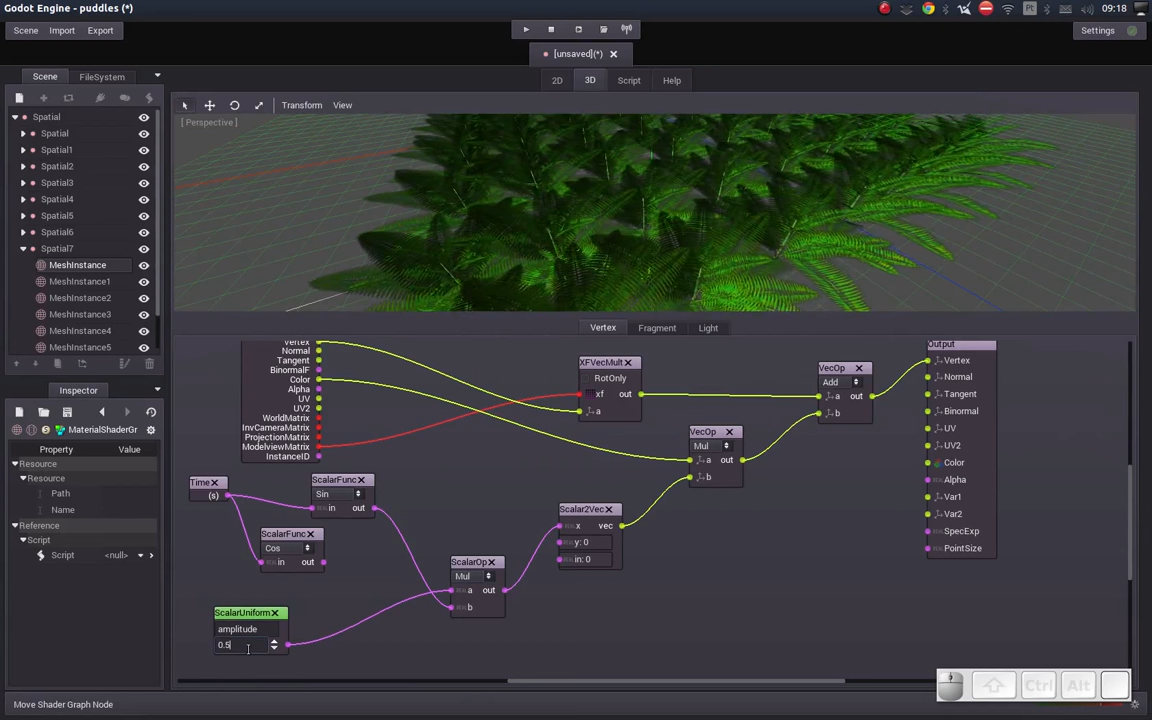 Godot Engine - puddles (*)
Pt
09:18
Scene Import Export
Settings
[unsaved](*)
Scene FileSystem
2D 3D Script Help
Transform View
[ Perspective ]
Spatial
Spatial
Spatial1
Spatial2
Spatial3
Spatial4
Spatial5
Spatial6
Spatial7
MeshInstance
MeshInstance1
MeshInstance2
MeshInstance3
MeshInstance4
MeshInstance5
Inspector
MaterialShaderGr
Property Value
Resource
Resource
Path
Name
Reference
Script
Script <null>
Vertex Fragment Light
Vertex
Normal
Tangent
BinormalF
Color
Alpha
UV
UV2
WorldMatrix
InvCameraMatrix
ProjectionMatrix
ModelviewMatrix
InstanceID
Time
(s)
ScalarFunc
Sin
in out
ScalarFunc
Cos
in out
ScalarUniform
amplitude
0.5
ScalarOp
Mul
a out
b
Scalar2Vec
x vec
y: 0
in: 0
XFVecMult
RotOnly
xf out
a
VecOp
Mul
a out
b
VecOp
Add
a out
b
Output
Vertex
Normal
Tangent
Binormal
UV
UV2
Color
Alpha
Var1
Var2
SpecExp
PointSize
Ctrl Alt
Move Shader Graph Node